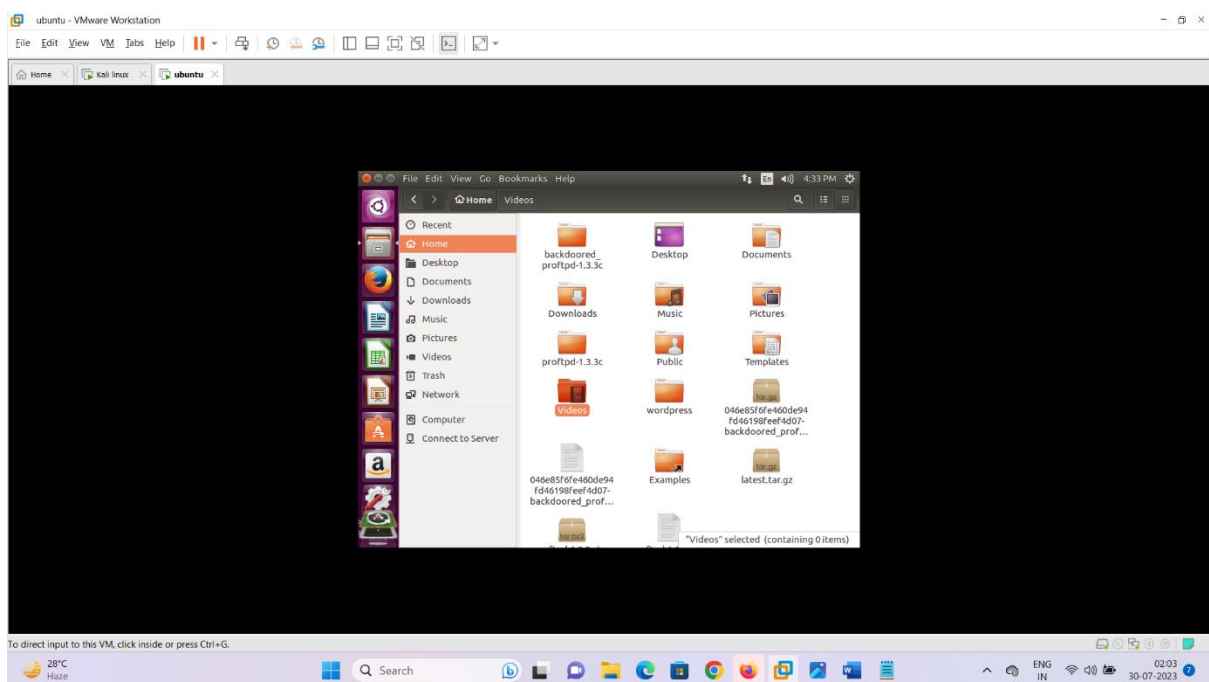 ubuntu - VMware Workstation
File Edit View VM Tabs Help
Home Kali linux ubuntu
File Edit View Go Bookmarks Help En 4:33 PM
Home Videos
Recent
Home
Desktop
Documents
Downloads
Music
Pictures
Videos
Trash
Network
Computer
Connect to Server
backdoored_
proftpd-1.3.3c
Desktop
Documents
Downloads
Music
Pictures
proftpd-1.3.3c
Public
Templates
Videos
wordpress
tar.gz
046e85f6fe460de94
fd46198feef4d07-
backdoored_prof...
046e85f6fe460de94
fd46198feef4d07-
backdoored_prof...
Examples
tar.gz
latest.tar.gz
tar.bz2
"Videos" selected (containing 0 items)
To direct input to this VM, click inside or press Ctrl+G.
28°C
Haze
Search
ENG
IN
02:03
30-07-2023
7